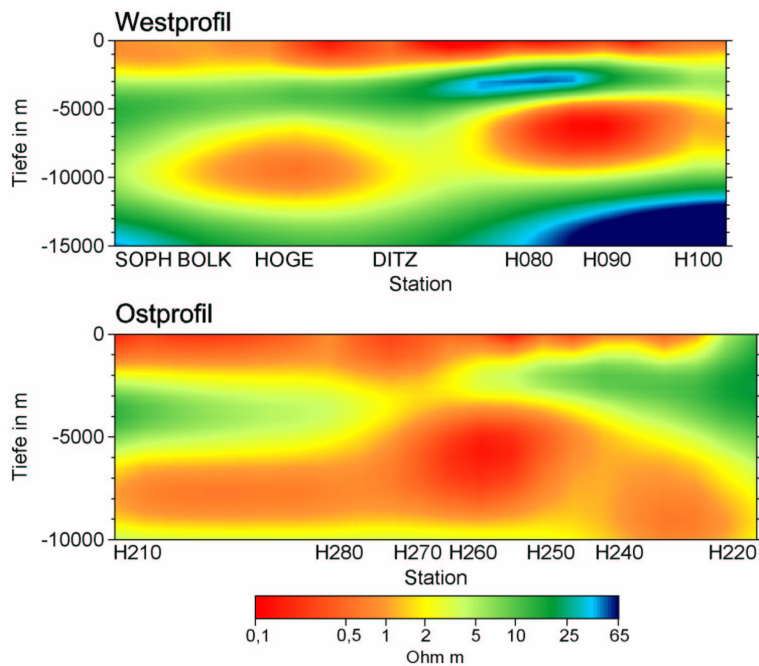 Westprofil
0
-5000
-10000
-15000
Tiefe in m
SOPH BOLK HOGE DITZ H080 H090 H100
Station
Ostprofil
0
-5000
-10000
Tiefe in m
H210 H280 H270 H260 H250 H240 H220
Station
0,1 0,5 1 2 5 10 25 65
Ohm m